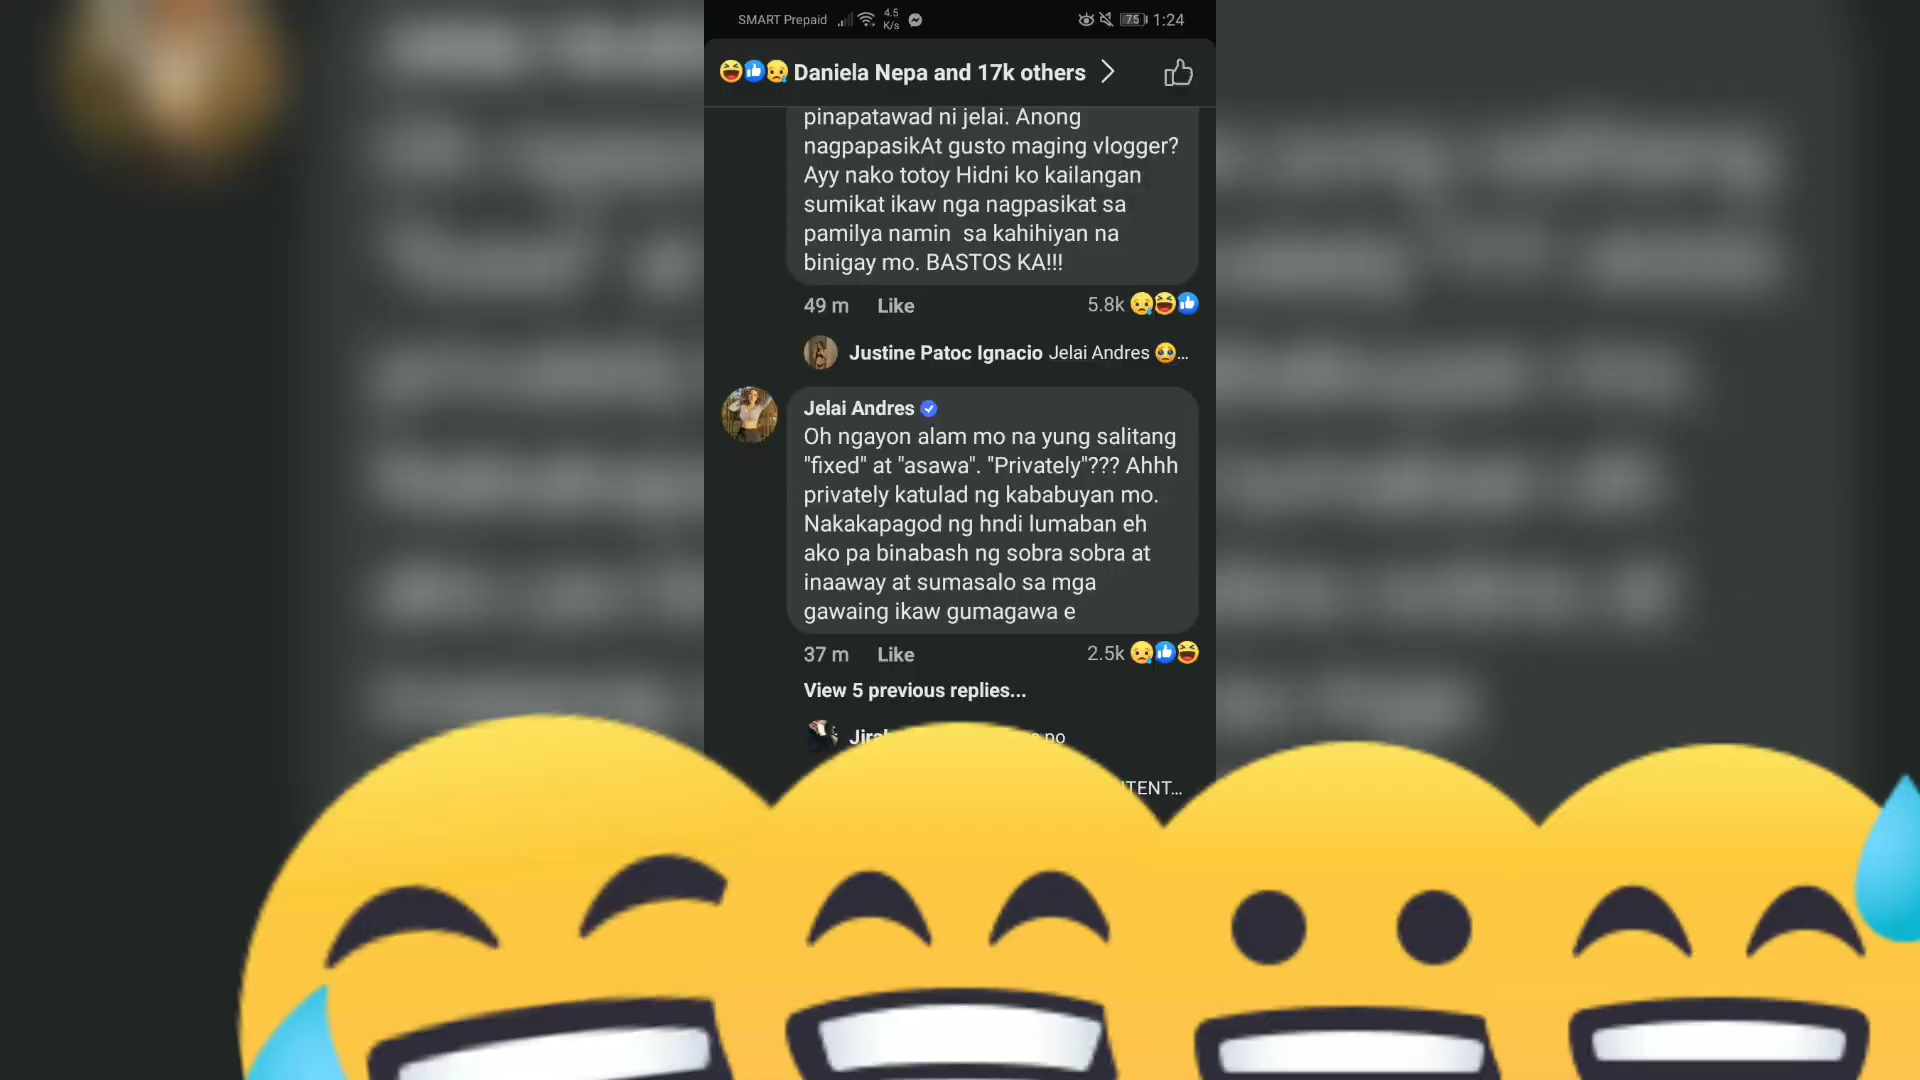 SMART Prepaid 4.5 K/s 75 1:24
Daniela Nepa and 17k others
pinapatawad ni jelai. Anong
nagpapasikAt gusto maging vlogger?
Ayy nako totoy Hidni ko kailangan
sumikat ikaw nga nagpasikat sa
pamilya namin sa kahihiyan na
binigay mo. BASTOS KA!!!
49 m Like 5.8k
Justine Patoc Ignacio Jelai Andres 🥺...
Jelai Andres
Oh ngayon alam mo na yung salitang
"fixed" at "asawa". "Privately"??? Ahhh
privately katulad ng kababuyan mo.
Nakakapagod ng hndi lumaban eh
ako pa binabash ng sobra sobra at
inaaway at sumasalo sa mga
gawaing ikaw gumagawa e
37 m Like 2.5k
View 5 previous replies...
po